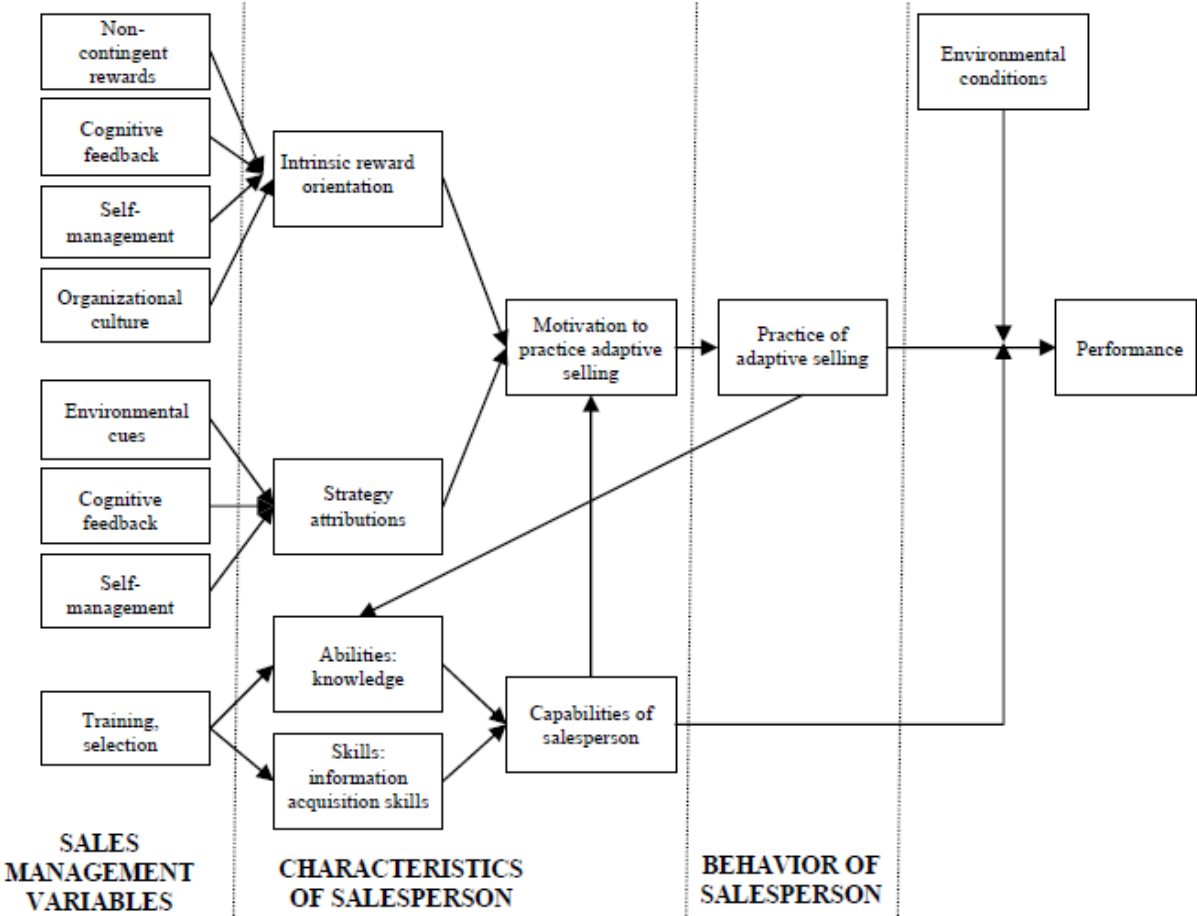 Non-
contingent
rewards
Cognitive
feedback
Self-
management
Organizational
culture
Environmental
cues
Cognitive
feedback
Self-
management
Training,
selection
SALES
MANAGEMENT
VARIABLES
Intrinsic reward
orientation
Strategy
attributions
Abilities:
knowledge
Skills:
information
acquisition skills
Motivation to
practice adaptive
selling
Capabilities of
salesperson
CHARACTERISTICS
OF SALESPERSON
Practice of
adaptive selling
BEHAVIOR OF
SALESPERSON
Environmental
conditions
Performance